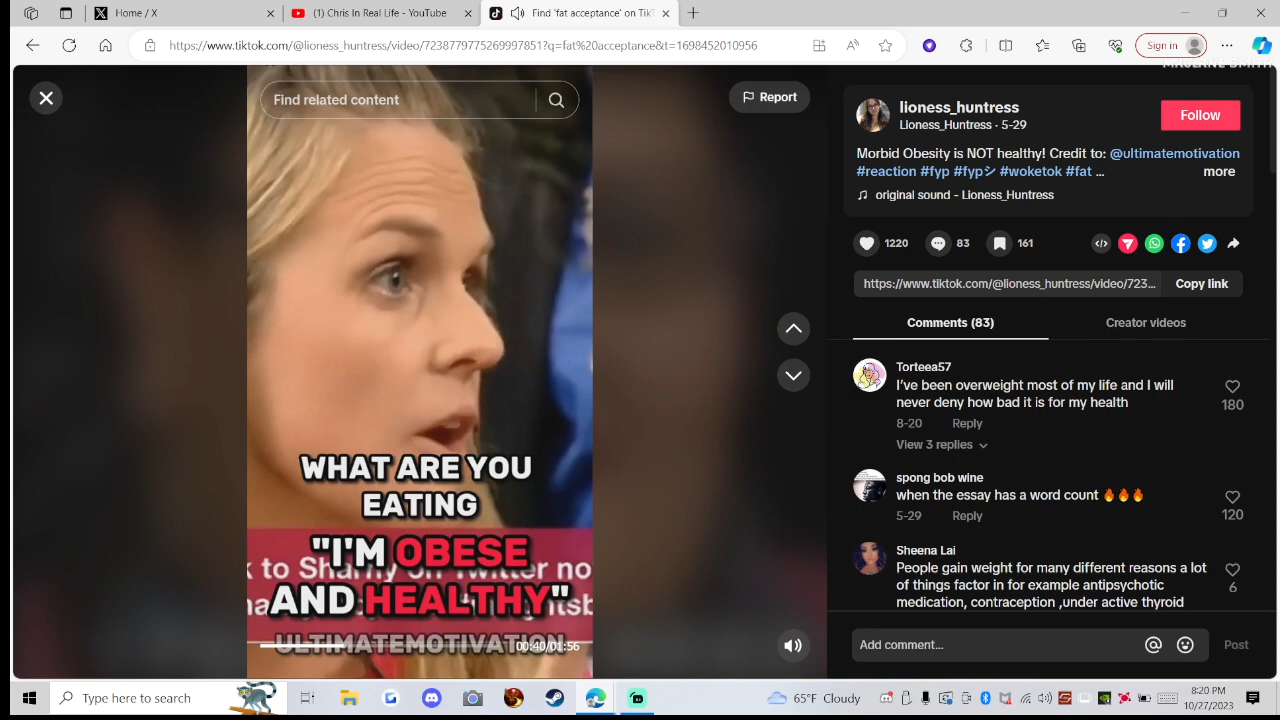 Home / X
(1) Chris In Real Life - YouTube
Find 'fat acceptance' on TikT
https://www.tiktok.com/@lioness_huntress/video/7238779775269997851?q=fat%20acceptance&t=1698452010956
Sign in
Find related content
Report
WHAT ARE YOU
EATING
"I'M OBESE
AND HEALTHY"
ULTIMATEMOTIVATION
00:40/01:56
lioness_huntress
Lioness_Huntress · 5-29
Follow
Morbid Obesity is NOT healthy! Credit to: @ultimatemotivation
#reaction #fyp #fypシ #woketok #fat ...
more
original sound - Lioness_Huntress
1220
83
161
https://www.tiktok.com/@lioness_huntress/video/723...
Copy link
Comments (83)
Creator videos
Torteea57
I've been overweight most of my life and I will
never deny how bad it is for my health
180
8-20 Reply
View 3 replies
spong bob wine
when the essay has a word count 🔥🔥🔥
120
5-29 Reply
Sheena Lai
People gain weight for many different reasons a lot
of things factor in for example antipsychotic
medication, contraception ,under active thyroid
6
Add comment...
Post
Type here to search
65°F Cloudy
8:20 PM
10/27/2023